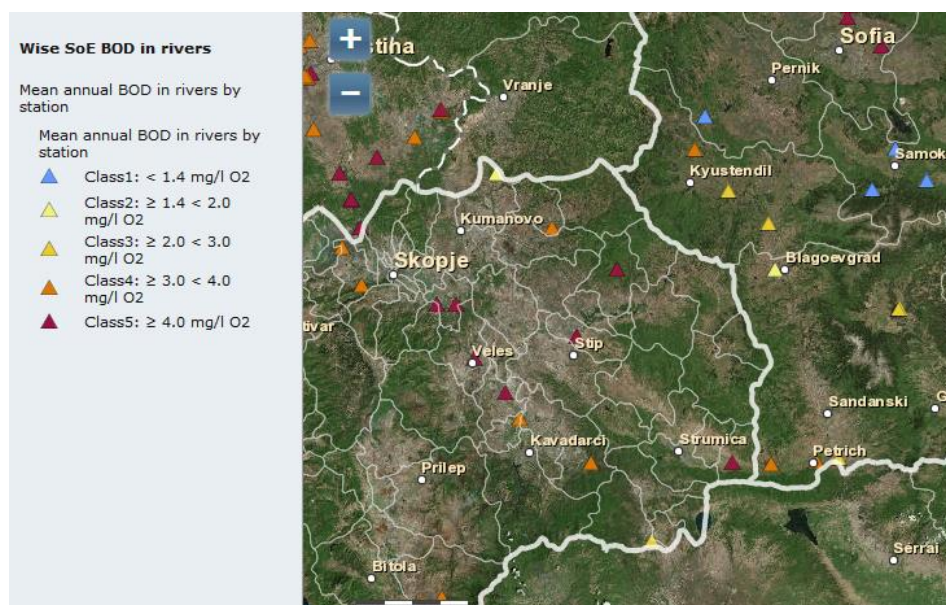 Wise SoE BOD in rivers
Mean annual BOD in rivers by
station
Mean annual BOD in rivers by
station
Class1: < 1.4 mg/l O2
Class2: ≥ 1.4 < 2.0
mg/l O2
Class3: ≥ 2.0 < 3.0
mg/l O2
Class4: ≥ 3.0 < 4.0
mg/l O2
Class5: ≥ 4.0 mg/l O2
+
−
stiha
Sofia
Pernik
Vranje
Samok
Kyustendil
Kumanovo
Skopje
Blagoevgrad
tivar
Veles
Stip
Sandanski
G
Kavadarci
Strumica
Petrich
Prilep
Serrai
Bitola